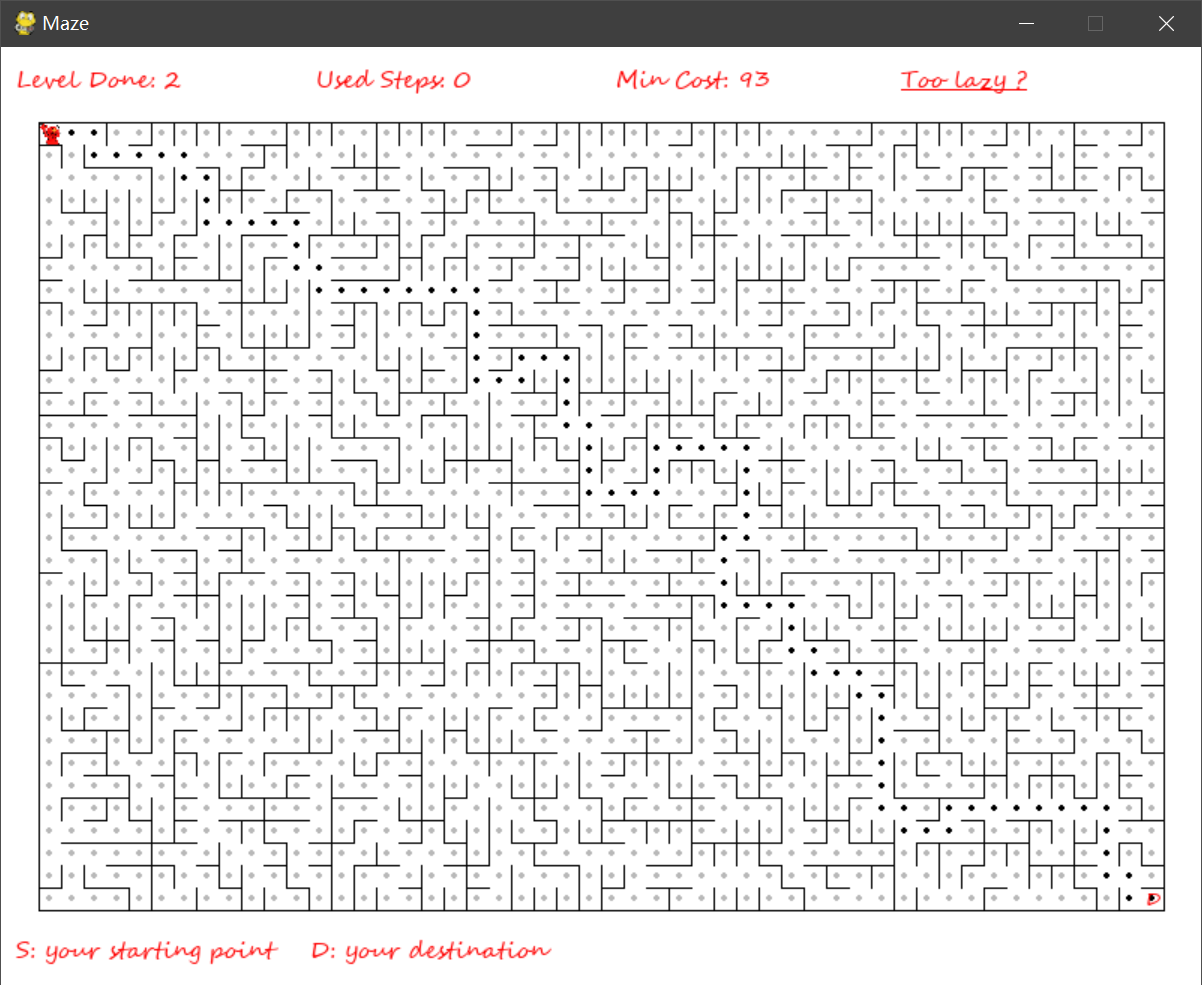 Maze
Level Done: 2 Used Steps: 0 Min Cost: 93 Too lazy ?
D
S: your starting point D: your destination